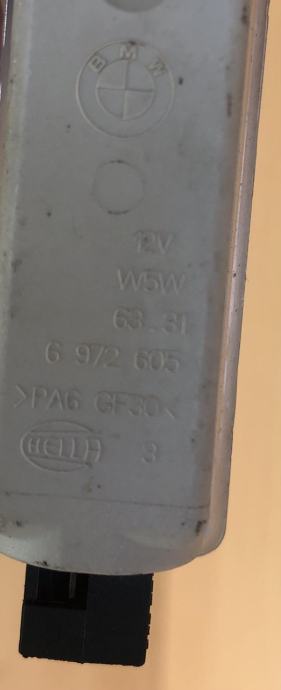 BMW
12V
W5W
63.31
6 972 605
>PA6 GF30<
HELLA 3